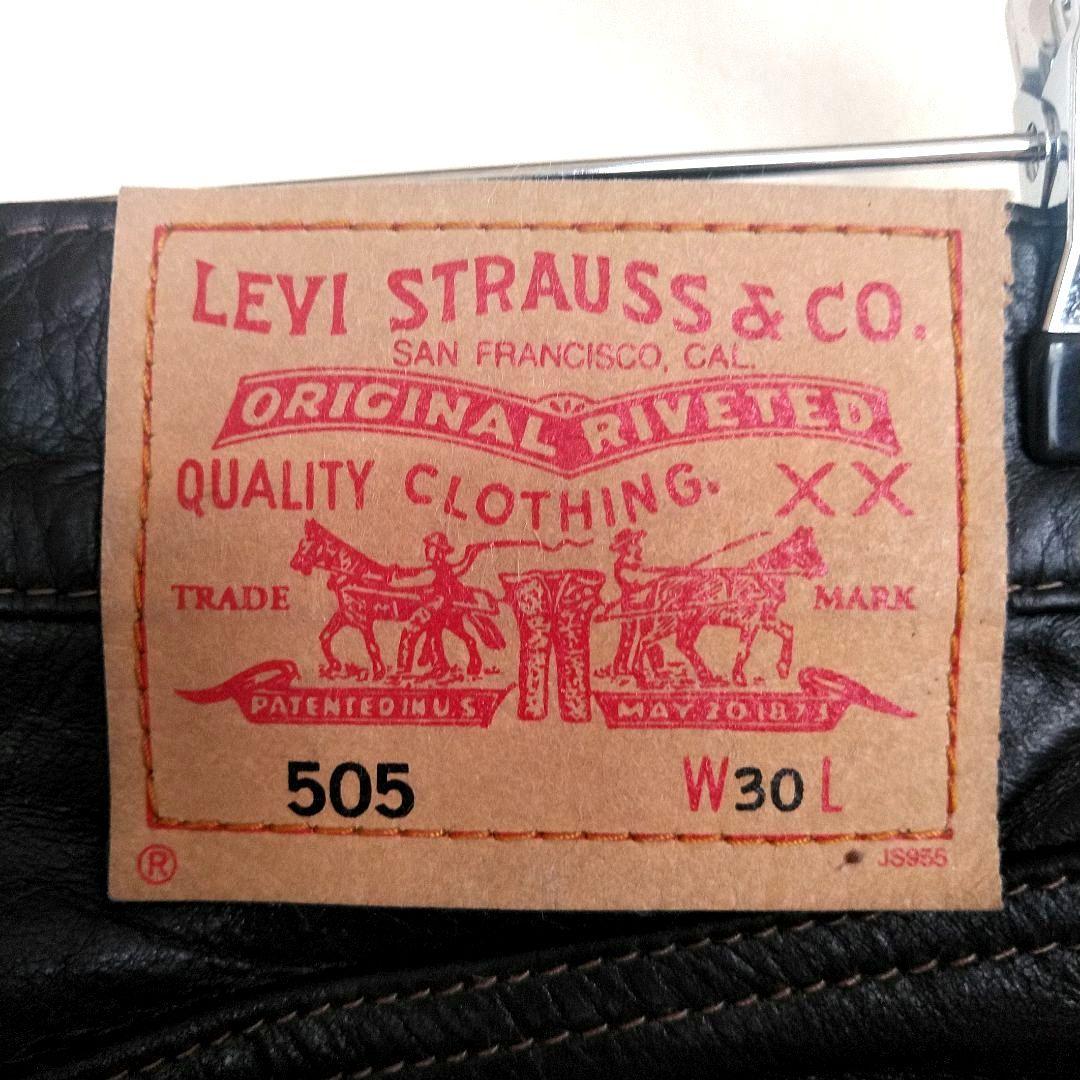 LEVI STRAUSS & CO.
SAN FRANCISCO, CAL.
ORIGINAL RIVETED
QUALITY CLOTHING. XX
TRADE MARK
PATENTED IN U S MAY 20 1873
505 W30 L
® JS955